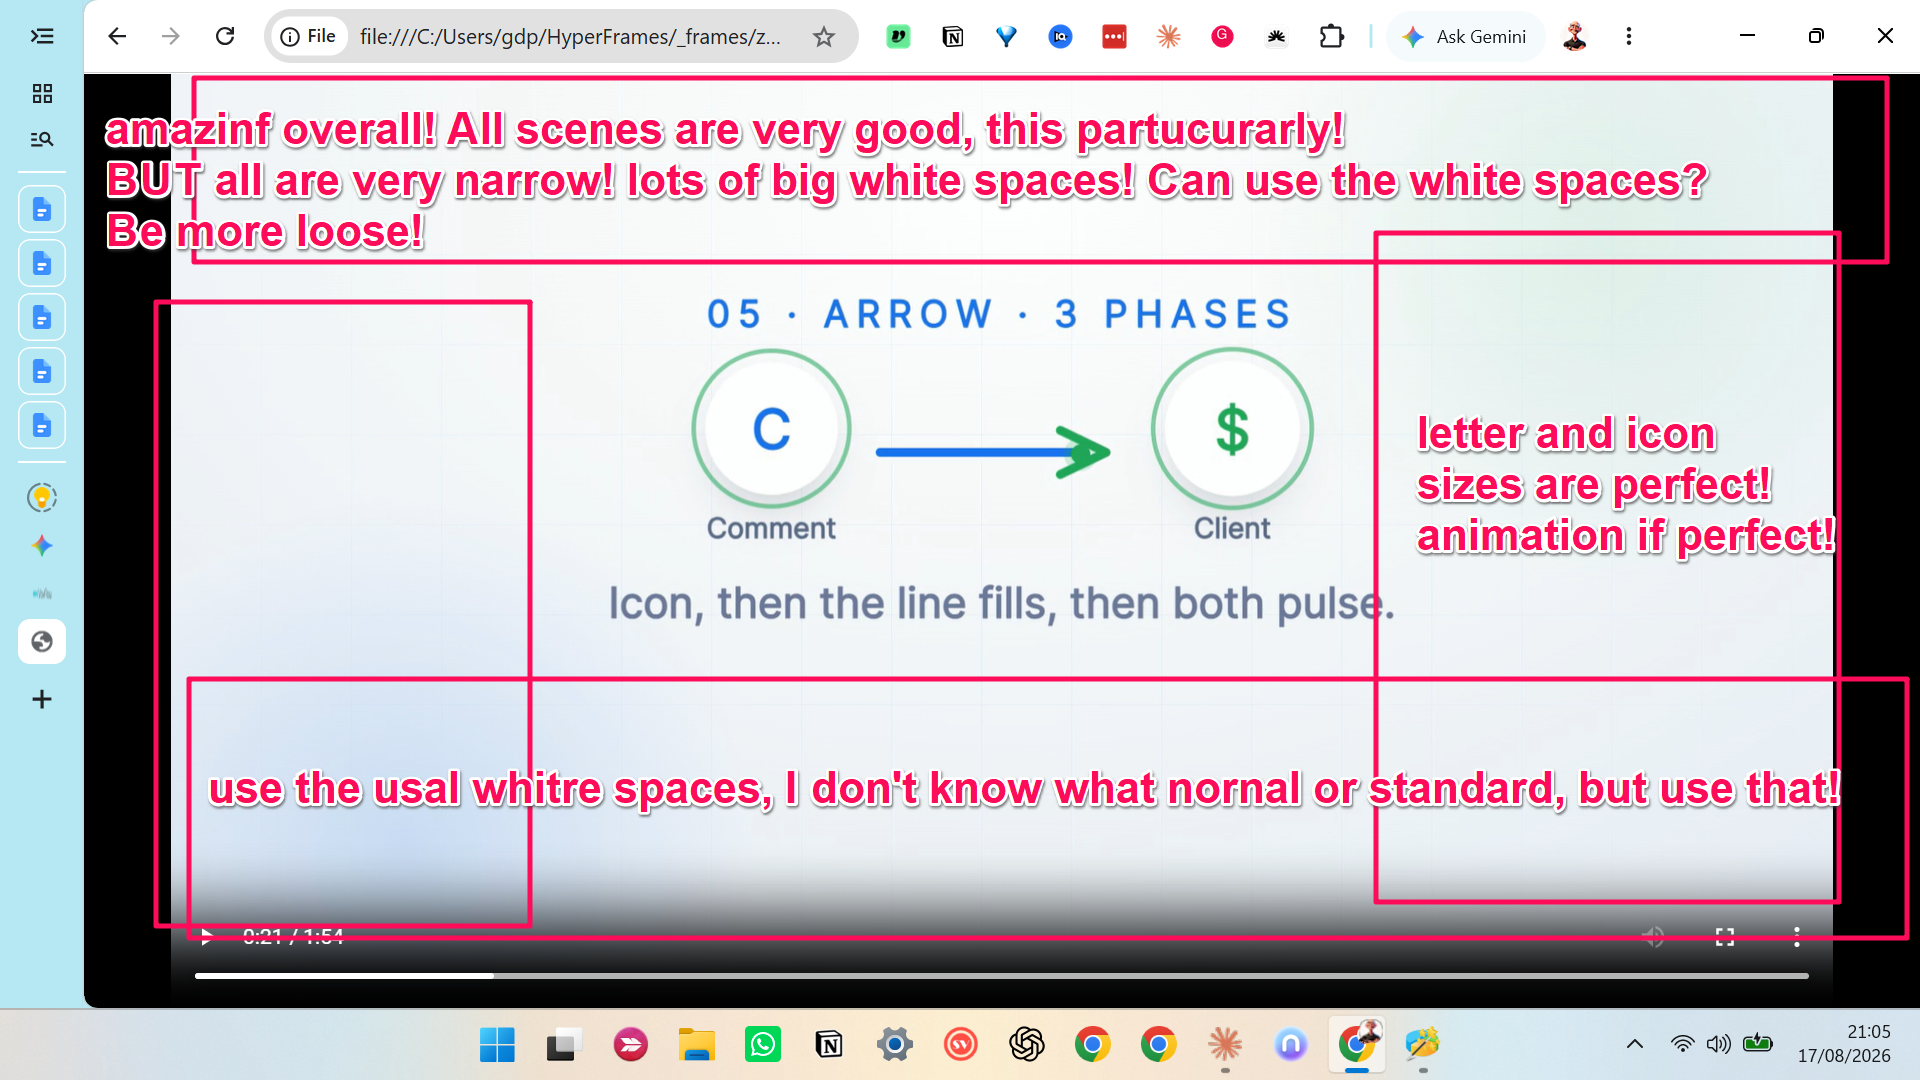 File
file:///C:/Users/gdp/HyperFrames/_frames/z...
G
Ask Gemini
amazinf overall! All scenes are very good, this partucurarly!
BUT all are very narrow! lots of big white spaces! Can use the white spaces?
Be more loose!
05 · ARROW · 3 PHASES
C
$
Comment
Client
letter and icon
sizes are perfect!
animation if perfect!
Icon, then the line fills, then both pulse.
use the usal whitre spaces, I don't know what nornal or standard, but use that!
0:21 / 1:54
21:05
17/08/2026